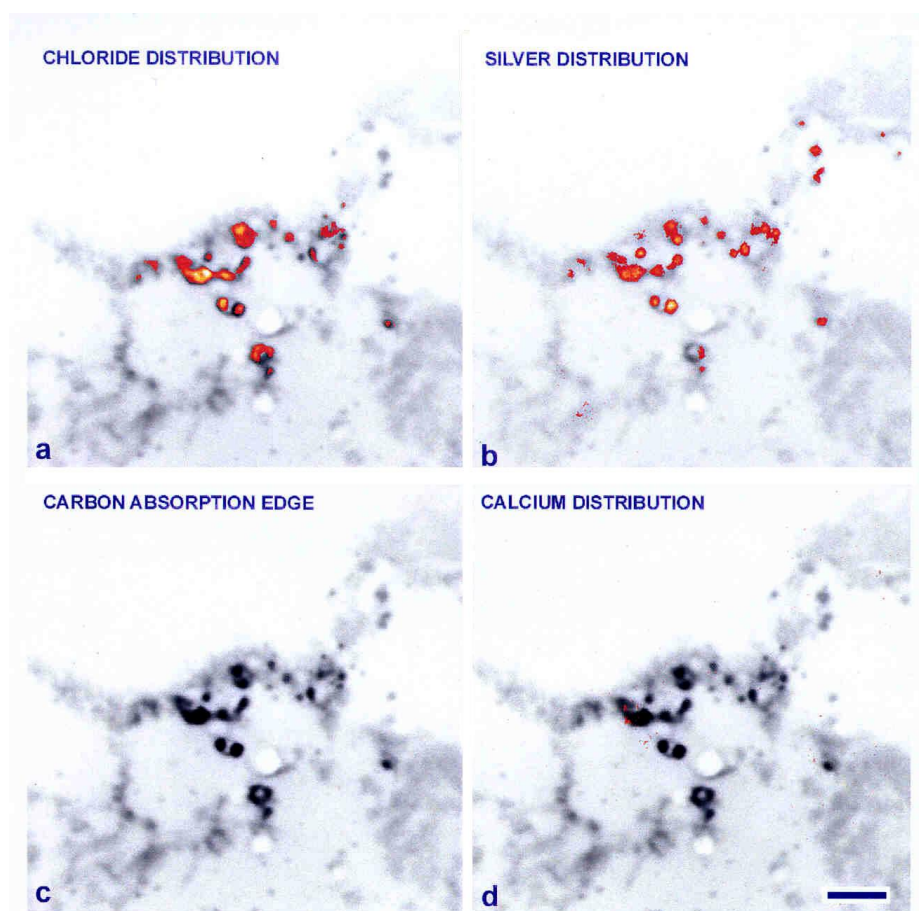 CHLORIDE DISTRIBUTION
SILVER DISTRIBUTION
a
b
CARBON ABSORPTION EDGE
CALCIUM DISTRIBUTION
c
d